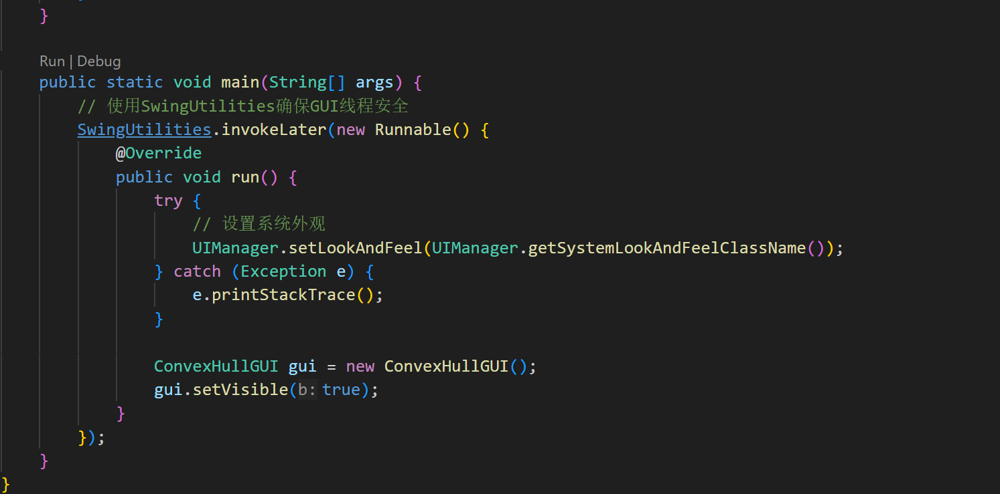 }
Run | Debug
public static void main(String[] args) {
// 使用SwingUtilities确保GUI线程安全
SwingUtilities.invokeLater(new Runnable() {
@Override
public void run() {
try {
// 设置系统外观
UIManager.setLookAndFeel(UIManager.getSystemLookAndFeelClassName());
} catch (Exception e) {
e.printStackTrace();
}
ConvexHullGUI gui = new ConvexHullGUI();
gui.setVisible(b: true);
}
});
}
}